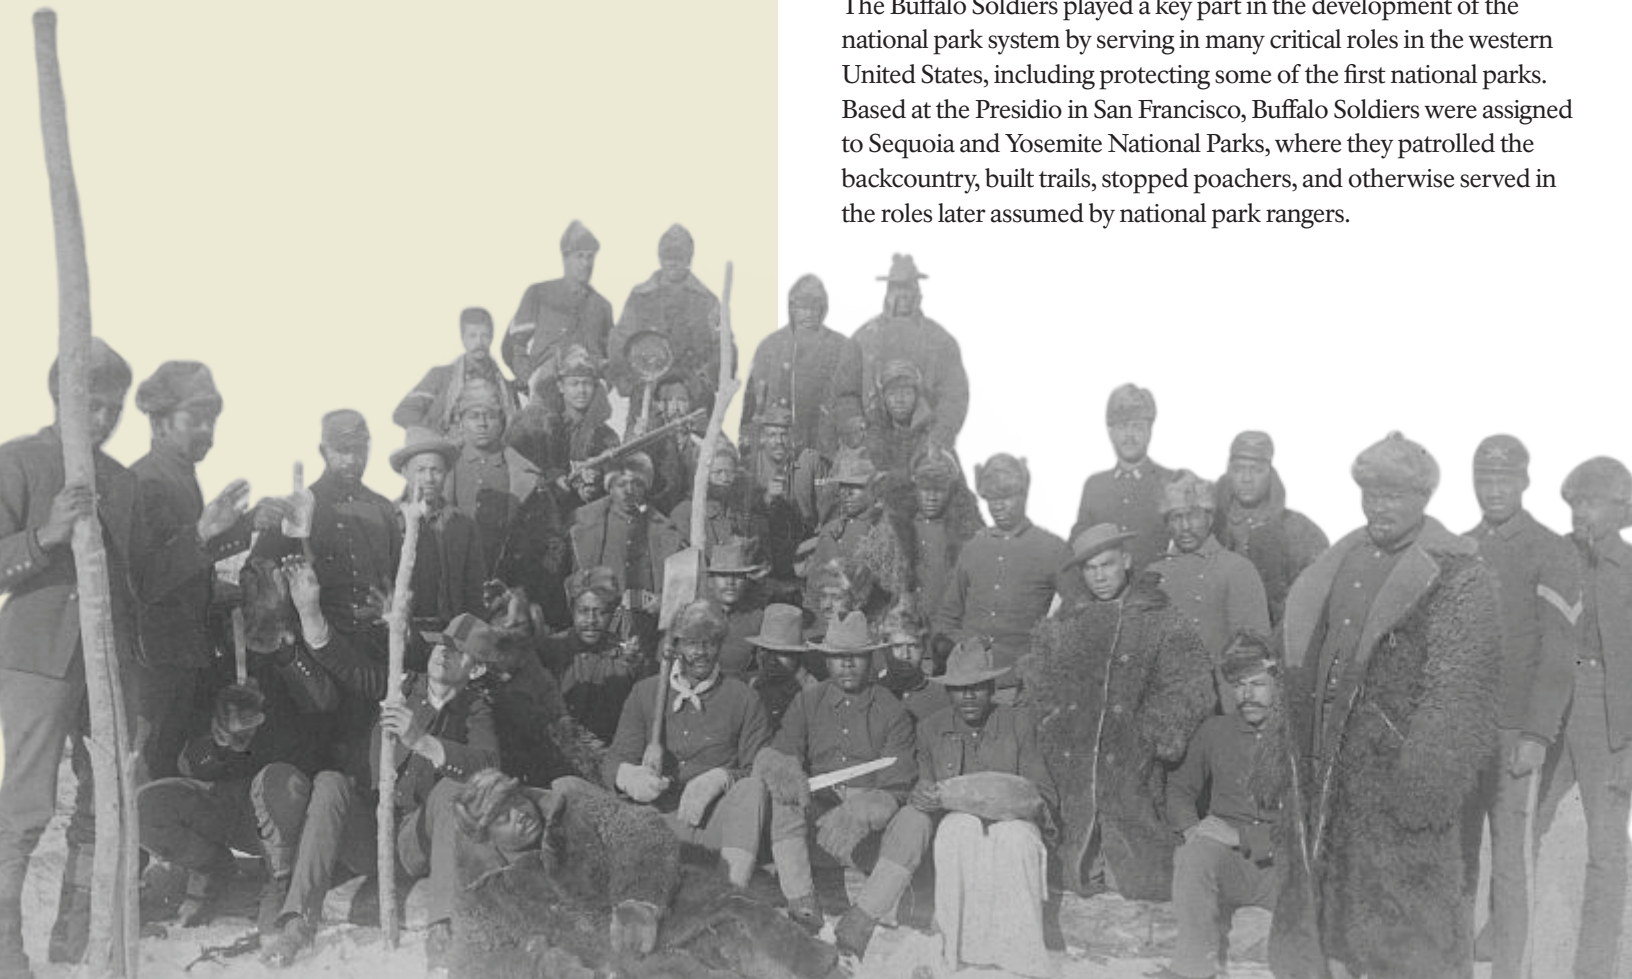 The Buffalo Soldiers played a key part in the development of the
national park system by serving in many critical roles in the western
United States, including protecting some of the first national parks.
Based at the Presidio in San Francisco, Buffalo Soldiers were assigned
to Sequoia and Yosemite National Parks, where they patrolled the
backcountry, built trails, stopped poachers, and otherwise served in
the roles later assumed by national park rangers.